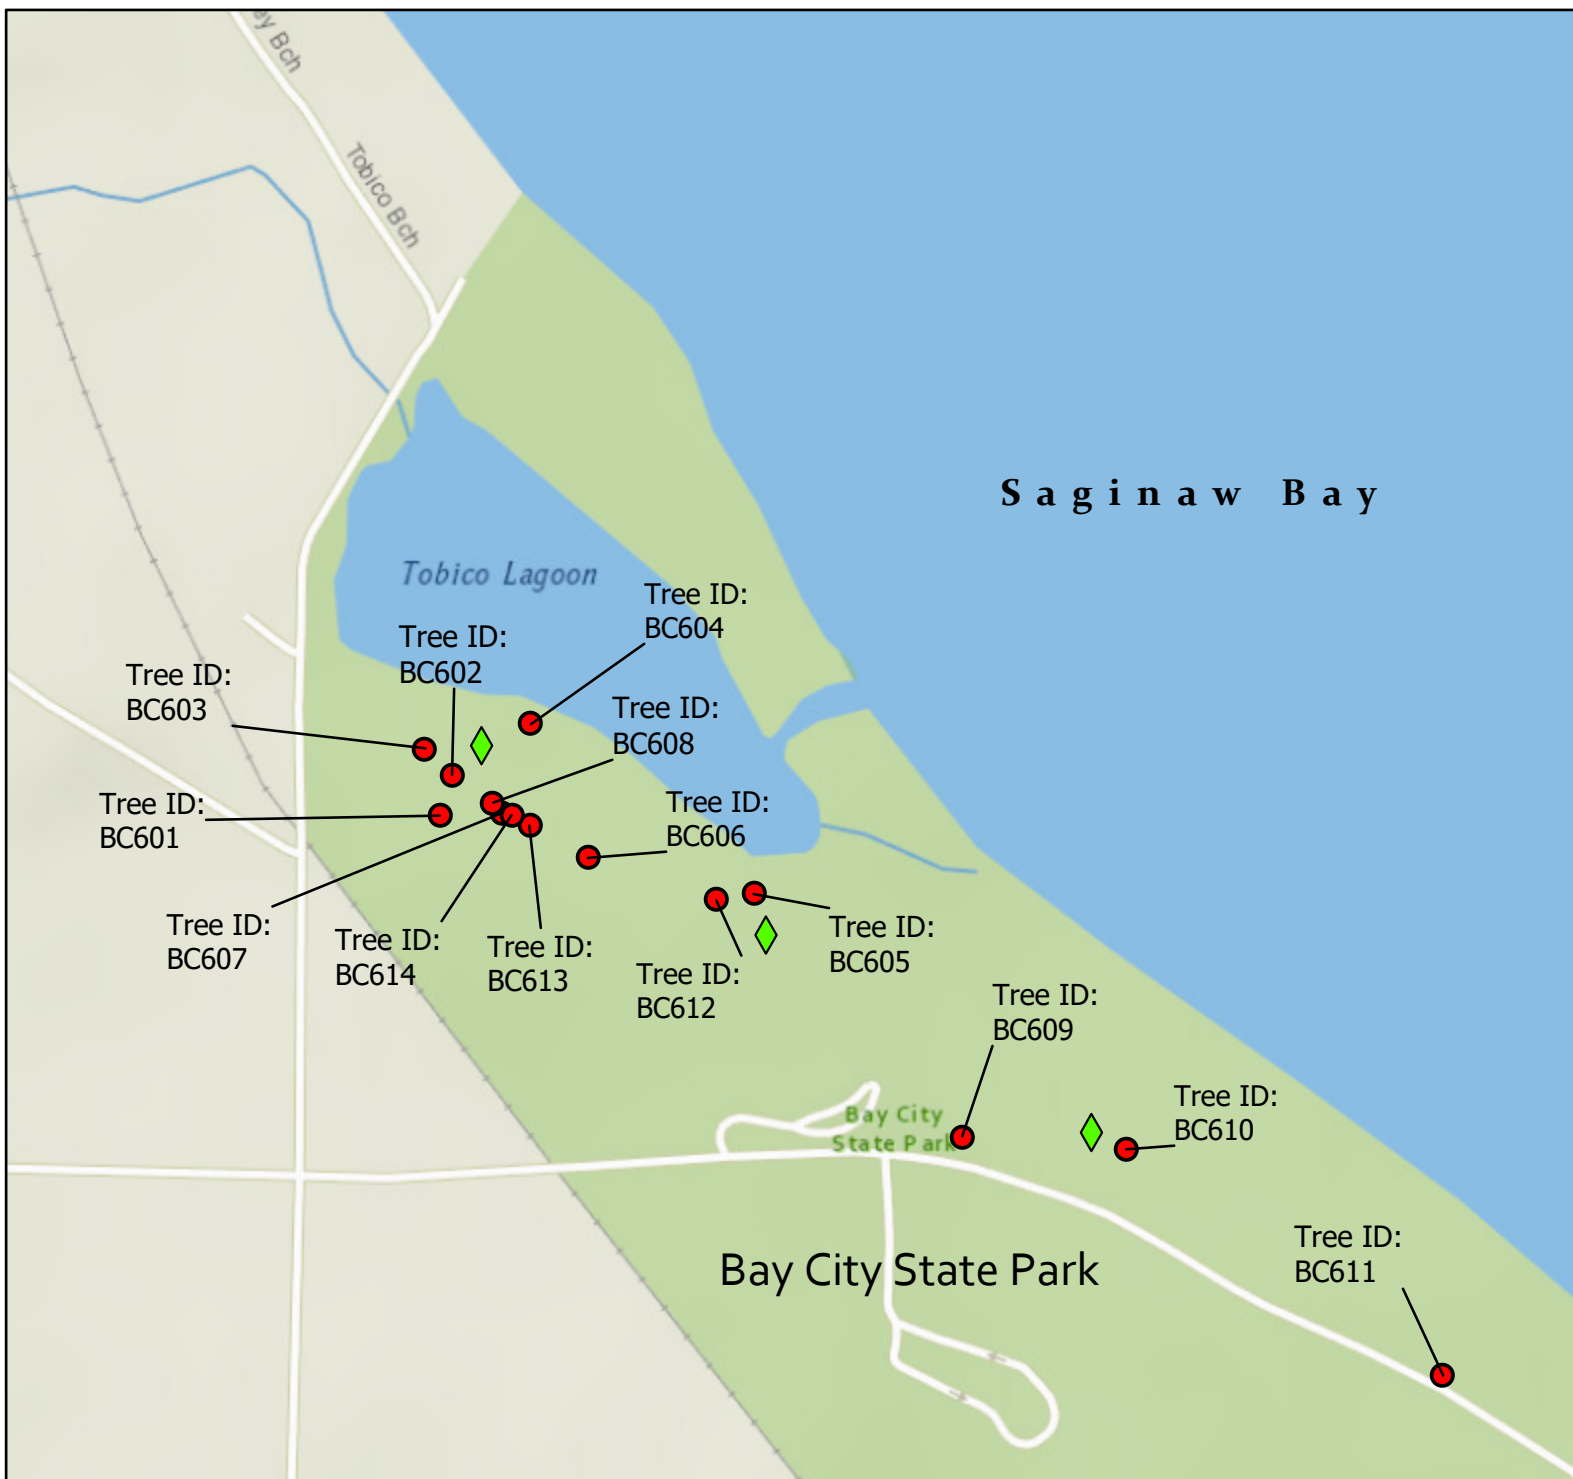 Bch
Tobico Bch
Saginaw Bay
Tobico Lagoon
Tree ID:
BC604
Tree ID:
BC602
Tree ID:
BC603
Tree ID:
BC608
Tree ID:
BC601
Tree ID:
BC606
Tree ID:
BC607
Tree ID:
BC614
Tree ID:
BC613
Tree ID:
BC612
Tree ID:
BC605
Tree ID:
BC609
Tree ID:
BC610
Bay City
State Park
Bay City State Park
Tree ID:
BC611